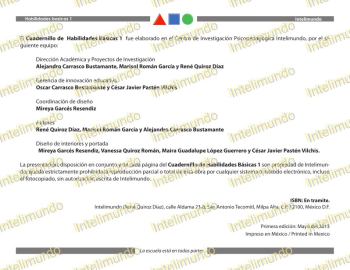 Habilidades básicas 1
Intelimundo
El Cuadernillo de Habilidades Básicas 1 fue elaborado en el Centro de Investigación Psicopedagógica Intelimundo, por el si-
guiente equipo:
Dirección Académica y Proyectos de Investigación
Alejandro Carrasco Bustamante, Marisol Román García y René Quiroz Díaz
Gerencia de innovación educativa
Oscar Carrasco Bustamante y César Javier Pastén Vilchis.
Coordinación de diseño
Mireya Garcés Resendiz
Autores
René Quiroz Díaz, Marisol Román García y Alejandro Carrasco Bustamante
Diseño de interiores y portada
Mireya Garcés Resendiz, Vanessa Quiroz Román, Maira Guadalupe López Guerrero y César Javier Pastén Vilchis.
La presentación, disposición en conjunto y de cada página del Cuadernillo de Habilidades Básicas 1 son propiedad de Intelimun-
do, queda estrictamente prohibida la reproducción parcial o total de esta obra por cualquier sistema o método electrónico, incluso
el fotocopiado, sin autorización escrita de Intelimundo.
ISBN: En tramite.
Intelimundo (René Quiroz Díaz), calle Aldama San Antonio Tecomitl, Milpa Alta, C.P. 12100, México D.F.
Primera edición: Mayo del 2013
Impreso en México / Printed in Mexico
La escuela está en todas partes